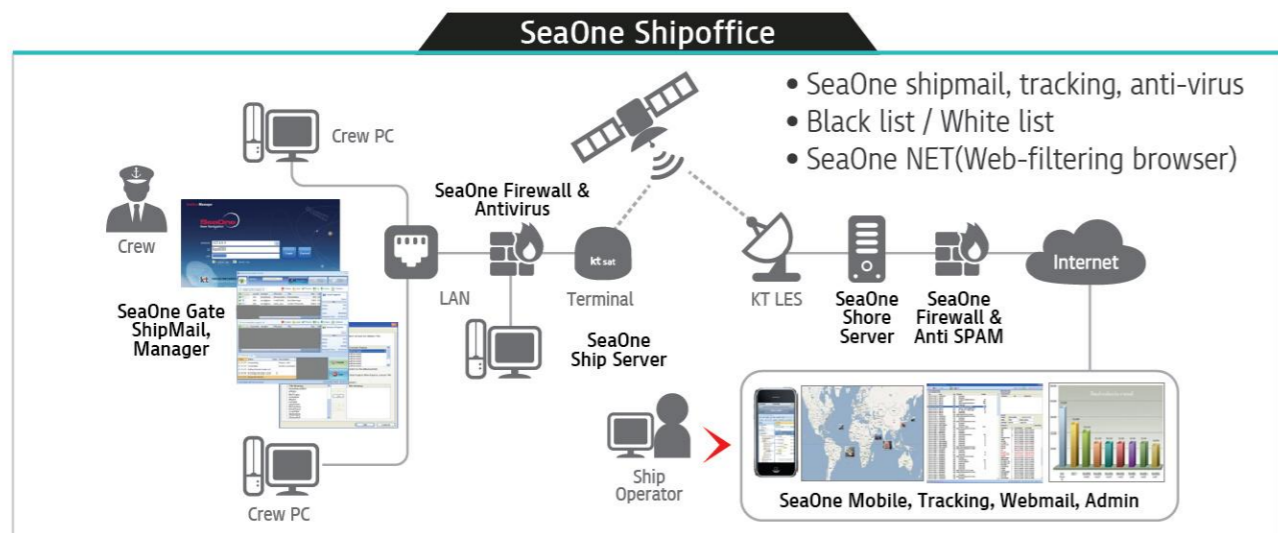 SeaOne Shipoffice
• SeaOne shipmail, tracking, anti-virus
• Black list / White list
• SeaOne NET(Web-filtering browser)
Crew PC
Crew
SeaOne
kt
SeaOne Gate
ShipMail,
Manager
Crew PC
LAN
SeaOne Firewall &
Antivirus
kt sat
Terminal
SeaOne
Ship Server
KT LES
SeaOne
Shore
Server
SeaOne
Firewall &
Anti SPAM
Internet
Ship
Operator
SeaOne Mobile, Tracking, Webmail, Admin